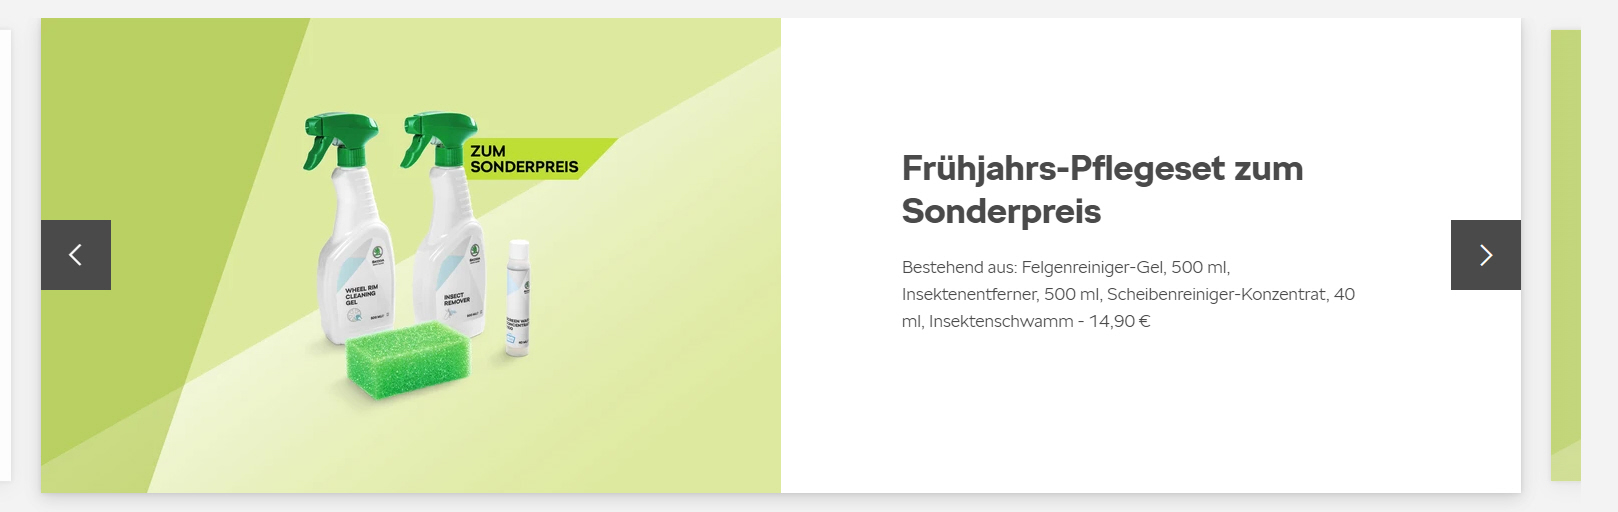 ZUM
SONDERPREIS
WHEEL RIM
CLEANING
GEL
INSECT
REMOVER
Frühjahrs-Pflegeset zum
Sonderpreis
Bestehend aus: Felgenreiniger-Gel, 500 ml,
Insektenentferner, 500 ml, Scheibenreiniger-Konzentrat, 40
ml, Insektenschwamm - 14,90 €